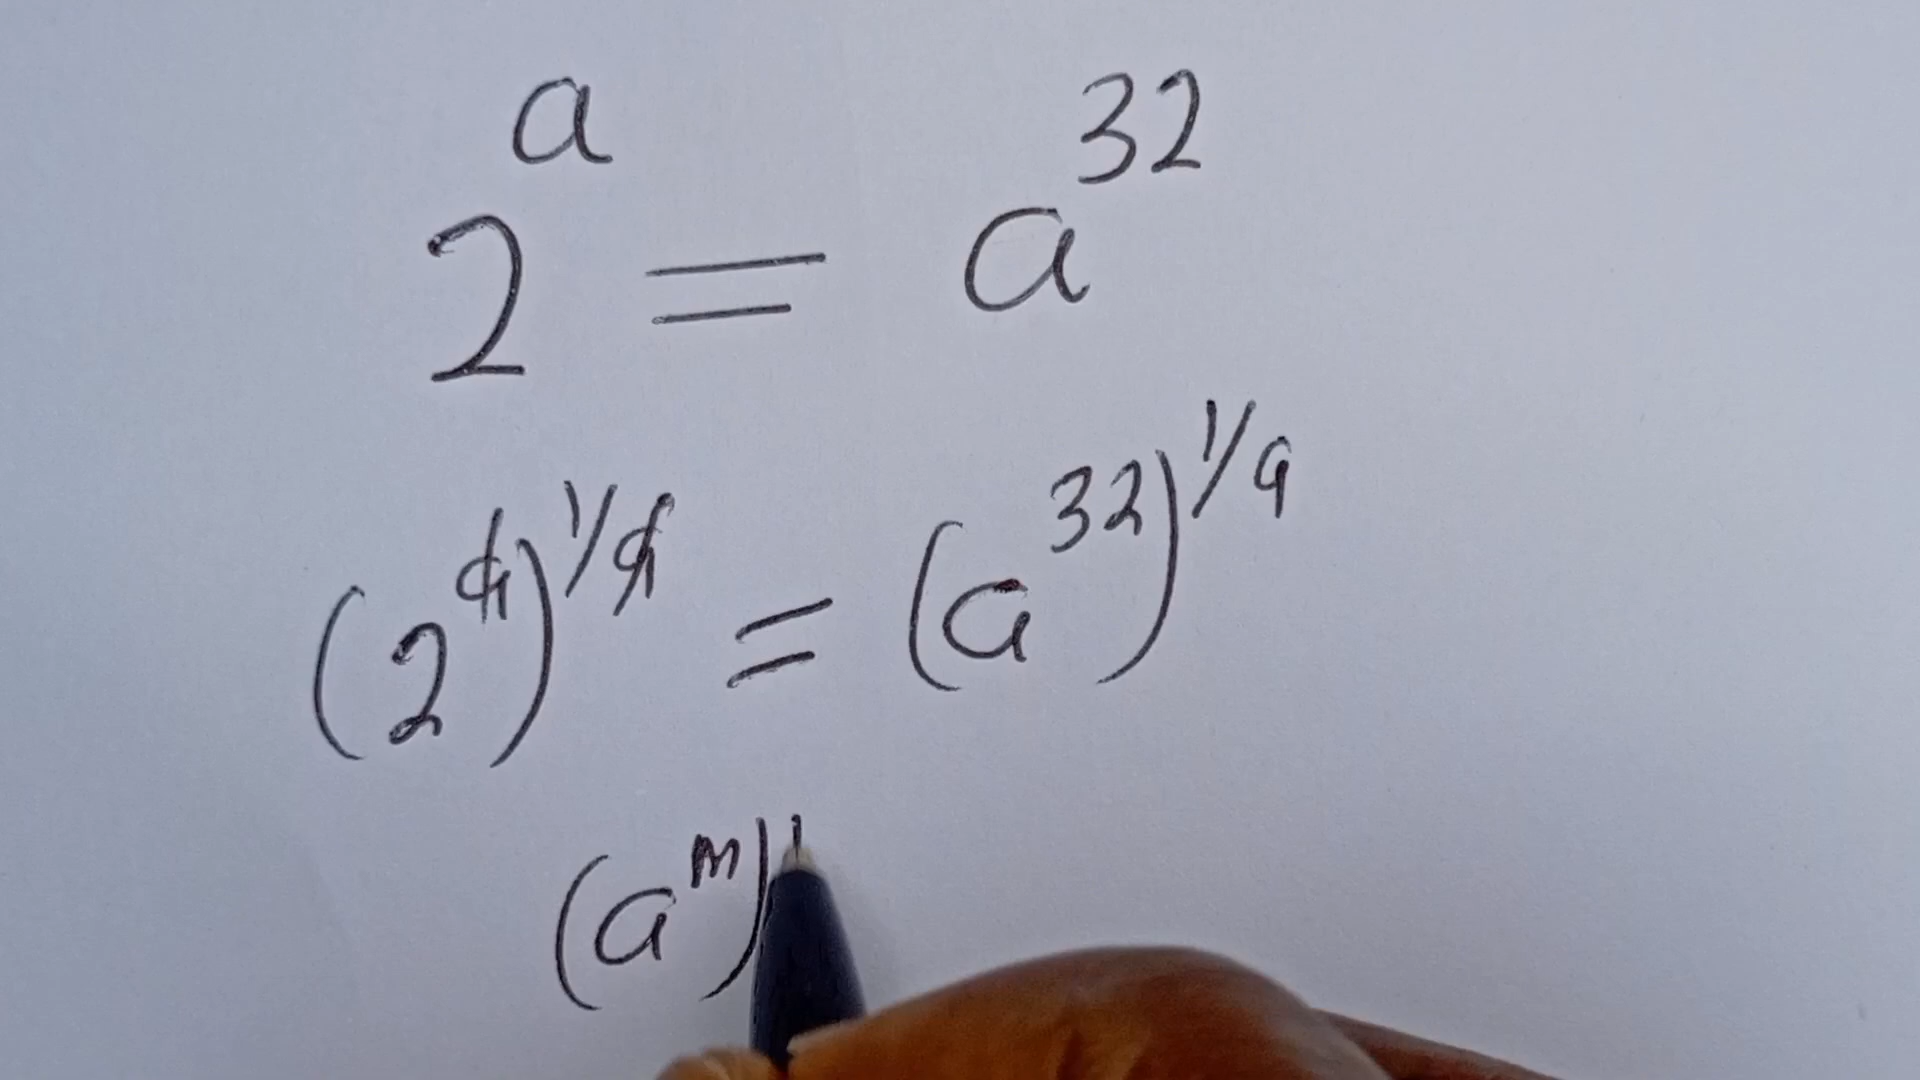 2^a = a^32
(2^a)^1/a = (a^32)^1/a
(a^m)^